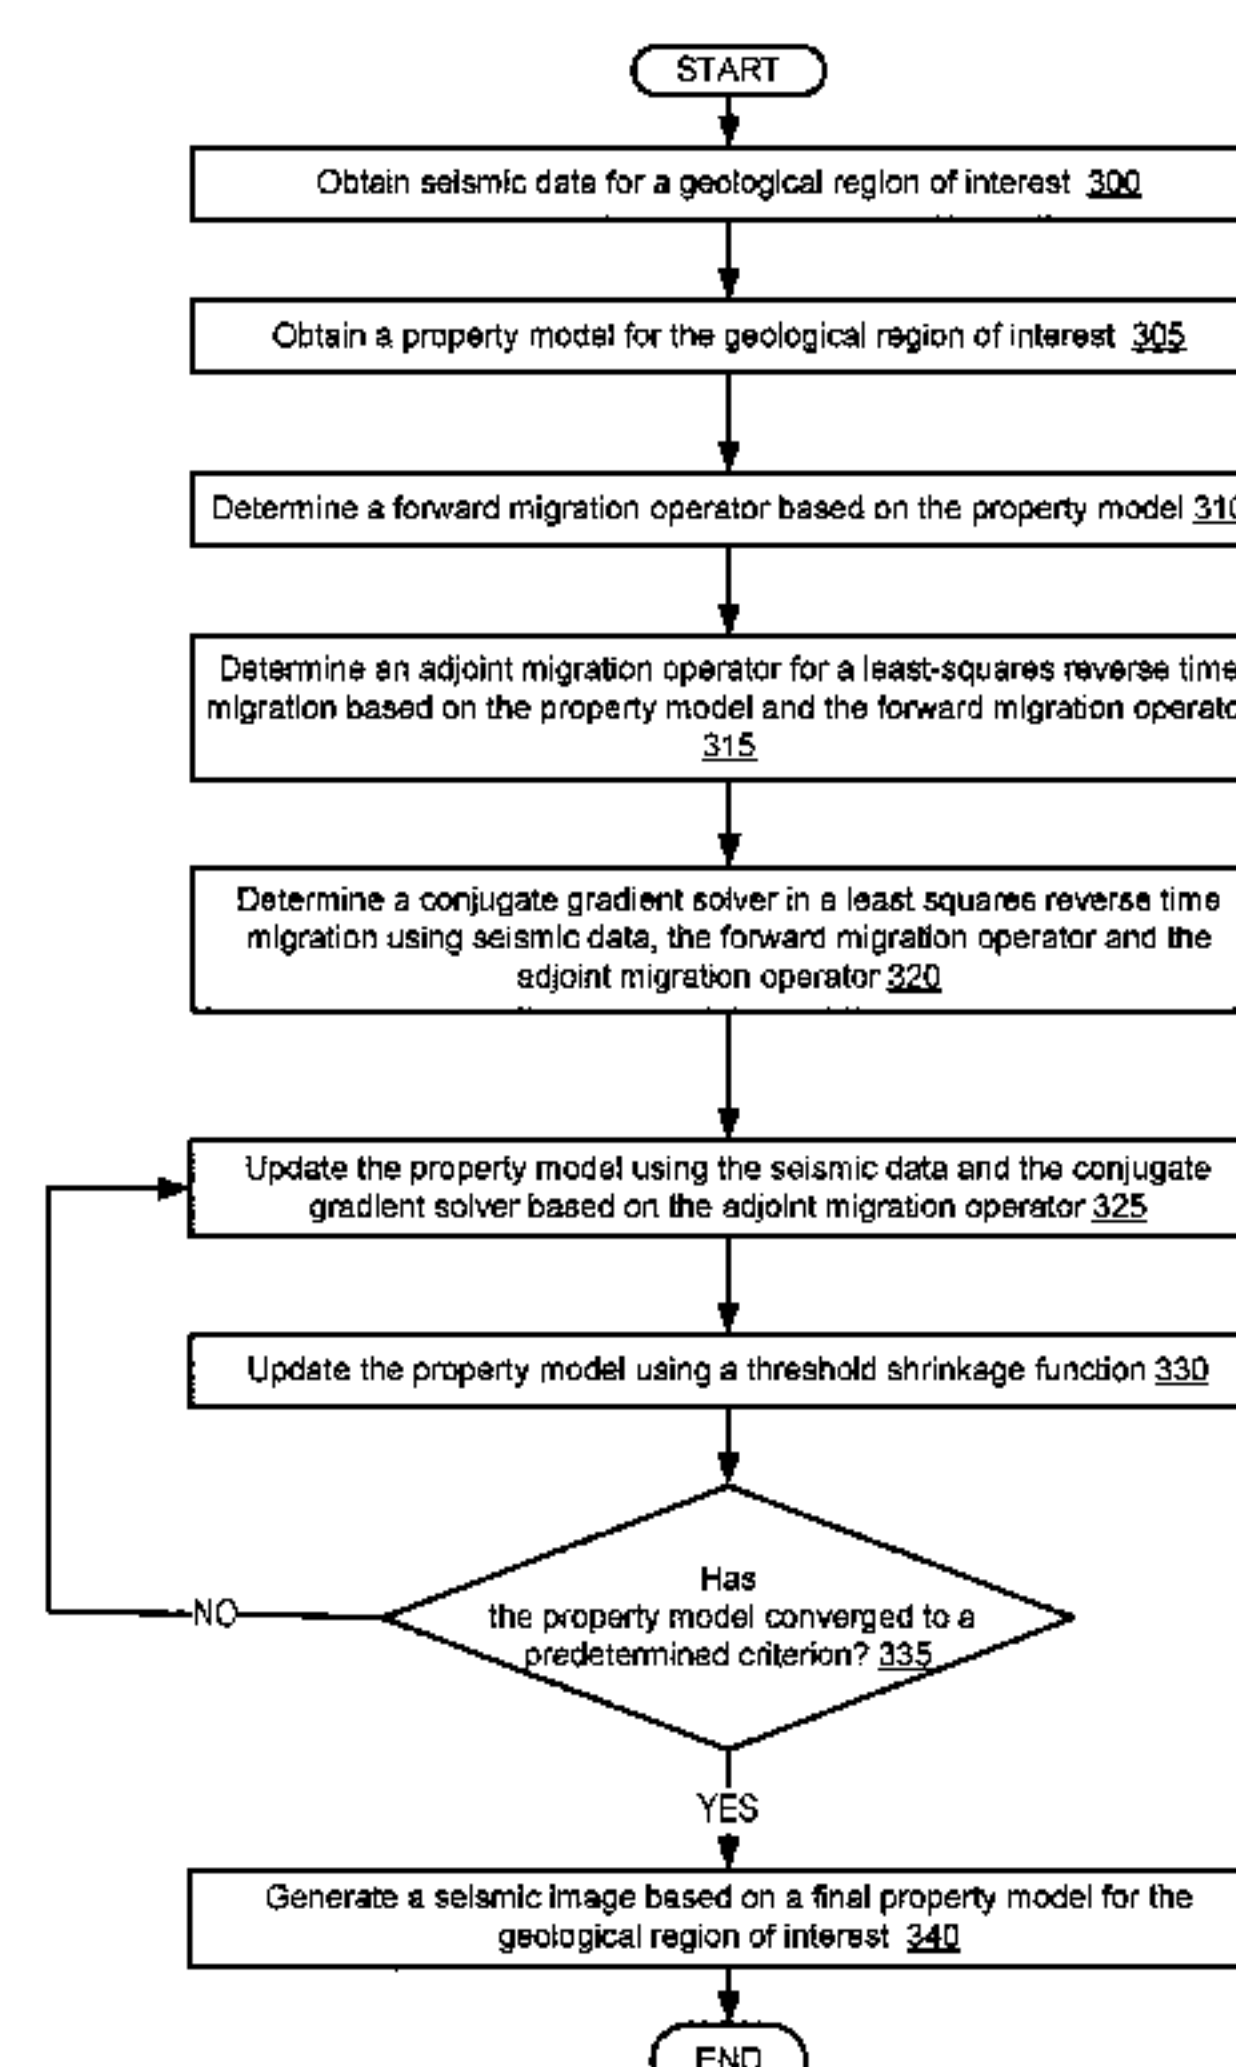 START
Obtain seismic data for a geological region of interest 300
Obtain a property model for the geological region of interest 305
Determine a forward migration operator based on the property model 310
Determine an adjoint migration operator for a least-squares reverse time
migration based on the property model and the forward migration operato
315
Determine a conjugate gradient solver in a least squares reverse time
migration using seismic data, the forward migration operator and the
adjoint migration operator 320
Update the property model using the seismic data and the conjugate
gradient solver based on the adjoint migration operator 325
Update the property model using a threshold shrinkage function 330
Has
the property model converged to a
predetermined criterion? 335
NO
YES
Generate a seismic image based on a final property model for the
geological region of interest 340
END